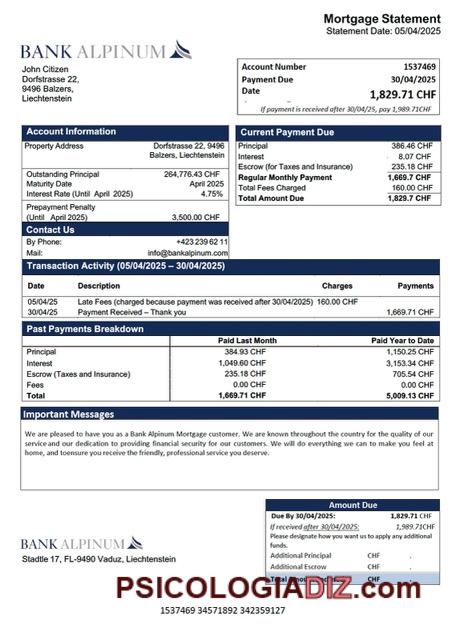 Mortgage Statement
Statement Date: 05/04/2025
BANK ALPINUM
John Citizen
Dorfstrasse 22,
9496 Balzers,
Liechtenstein
Account Number 1537469
Payment Due 30/04/2025
Date 1,829.71 CHF
If payment is received after 30/04/25, pay 1,989.71CHF
Account Information
Property Address Dorfstrasse 22, 9496
Balzers, Liechtenstein
Outstanding Principal 264,776.43 CHF
Maturity Date April 2025
Interest Rate (Until April 2025) 4.75%
Prepayment Penalty
(Until April 2025) 3,500.00 CHF
Contact Us
By Phone: +423 239 62 11
Mail: info@bankalpinum.com
Current Payment Due
Principal 386.46 CHF
Interest 8.07 CHF
Escrow (for Taxes and Insurance) 235.18 CHF
Regular Monthly Payment 1,669.7 CHF
Total Fees Charged 160.00 CHF
Total Amount Due 1,829.7 CHF
Transaction Activity (05/04/2025 – 30/04/2025)
Date Description Charges Payments
05/04/25 Late Fees (charged because payment was received after 30/04/2025) 160.00 CHF
30/04/25 Payment Received – Thank you 1,669.71 CHF
Past Payments Breakdown
Paid Last Month Paid Year to Date
Principal 384.93 CHF 1,150.25 CHF
Interest 1,049.60 CHF 3,153.34 CHF
Escrow (Taxes and Insurance) 235.18 CHF 705.54 CHF
Fees 0.00 CHF 0.00 CHF
Total 1,669.71 CHF 5,009.13 CHF
Important Messages
We are pleased to have you as a Bank Alpinum Mortgage customer. We are known throughout the country for the quality of our
service and our dedication to providing financial security for our customers. We will do everything we can to make you feel at
home, and toensure you receive the friendly, professional service you deserve.
Amount Due
Due By 30/04/2025: 1,829.71 CHF
If received after 30/04/2025: 1,989.71CHF
Please designate how you want us to apply any additional
funds.
Additional Principal CHF .
Additional Escrow CHF .
Total CHF .
BANK ALPINUM
Stadtle 17, FL-9490 Vaduz, Liechtenstein
PSICOLOGIADIZ.com
1537469 34571892 342359127